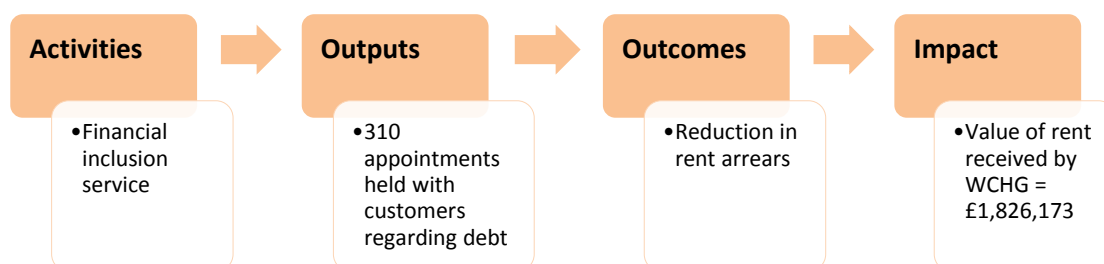 Activities
•Financial
inclusion
service
Outputs
•310
appointments
held with
customers
regarding debt
Outcomes
•Reduction in
rent arrears
Impact
•Value of rent
received by
WCHG =
£1,826,173